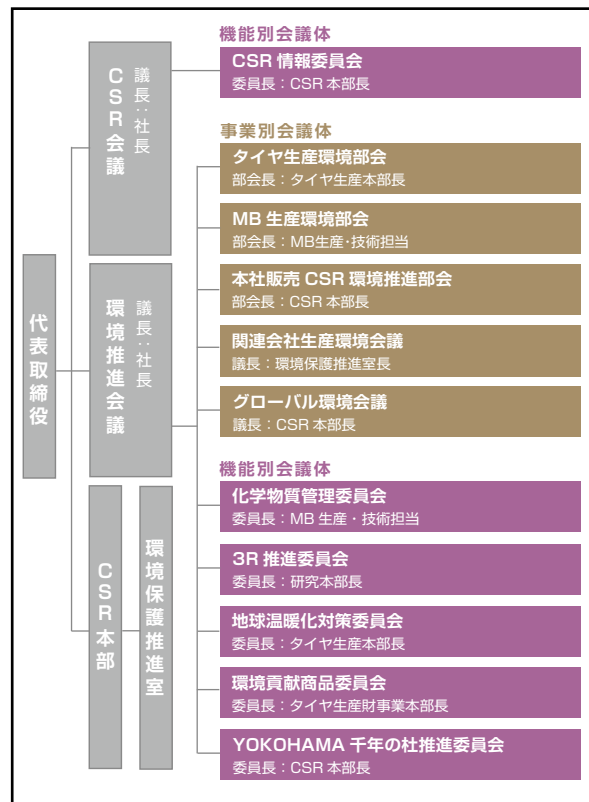 代表取締役
CSR会議
議長：社長
環境推進会議
議長：社長
CSR本部
環境保護推進室
機能別会議体
CSR 情報委員会
委員長：CSR 本部長
事業別会議体
タイヤ生産環境部会
部会長：タイヤ生産本部長
MB 生産環境部会
部会長：MB生産・技術担当
本社販売 CSR 環境推進部会
部会長：CSR 本部長
関連会社生産環境会議
議長：環境保護推進室長
グローバル環境会議
議長：CSR 本部長
機能別会議体
化学物質管理委員会
委員長：MB 生産・技術担当
3R 推進委員会
委員長：研究本部長
地球温暖化対策委員会
委員長：タイヤ生産本部長
環境貢献商品委員会
委員長：タイヤ生産財事業本部長
YOKOHAMA 千年の杜推進委員会
委員長：CSR 本部長